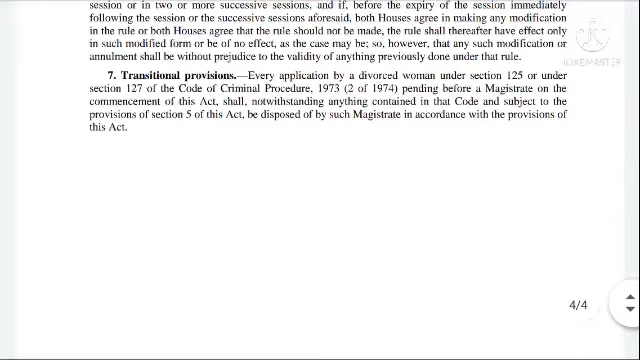 session or in two or more successive sessions, and if, before the expiry of the session immediately
following the session or the successive sessions aforesaid, both Houses agree in making any modification
in the rule or both Houses agree that the rule should not be made, the rule shall thereafter have effect only
in such modified form or be of no effect, as the case may be; so, however, that any such modification or
annulment shall be without prejudice to the validity of anything previously done under that rule.
7. Transitional provisions.—Every application by a divorced woman under section 125 or under
section 127 of the Code of Criminal Procedure, 1973 (2 of 1974) pending before a Magistrate on the
commencement of this Act, shall, notwithstanding anything contained in that Code and subject to the
provisions of section 5 of this Act, be disposed of by such Magistrate in accordance with the provisions of
this Act.
K
KINEMASTER
4/4